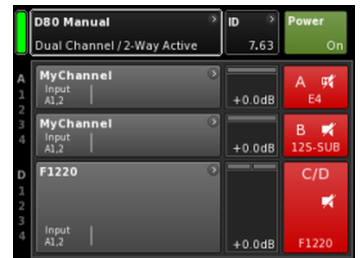 D80 Manual
Dual Channel / 2-Way Active
ID
7.63
Power
On
A
1
2
3
4
D
1
2
3
4
MyChannel
Input
A1,2
+0.0dB
A
E4
MyChannel
Input
A1,2
+0.0dB
B
12S-SUB
F1220
Input
A1,2
+0.0dB
C/D
F1220